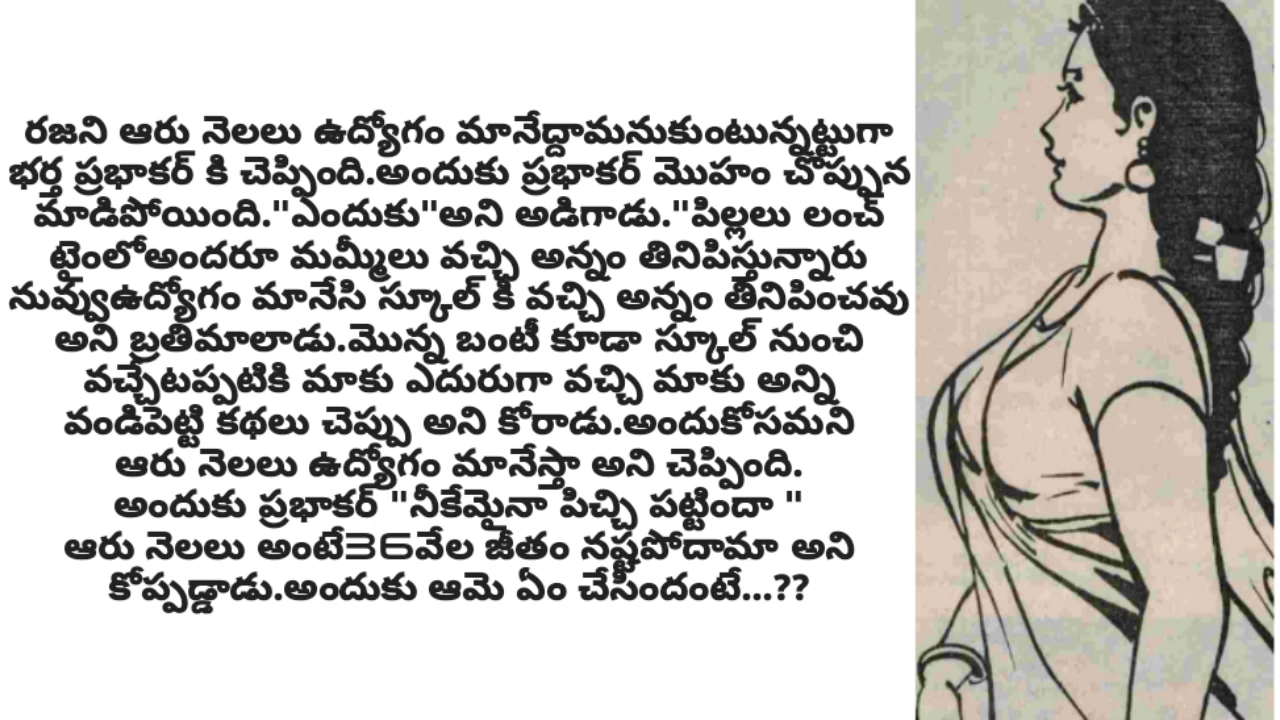 రజని ఆరు నెలలు ఉద్యోగం మానేద్దామనుకుంటున్నట్టుగా
భర్త ప్రభాకర్ కి చెప్పింది.అందుకు ప్రభాకర్ మొహం చొప్పున
మాడిపోయింది."ఎందుకు"అని అడిగాడు."పిల్లలు లంచ్
టైంలోఅందరూ మమ్మీలు వచ్చి అన్నం తినిపిస్తున్నారు
నువ్వుఉద్యోగం మానేసి స్కూల్ కి వచ్చి అన్నం తినిపించవు
అని బ్రతిమాలాడు.మొన్న బంటీ కూడా స్కూల్ నుంచి
వచ్చేటప్పటికి మాకు ఎదురుగా వచ్చి మాకు అన్ని
వండిపెట్టి కథలు చెప్పు అని కోరాడు.అందుకోసమని
ఆరు నెలలు ఉద్యోగం మానేస్తా అని చెప్పింది.
అందుకు ప్రభాకర్ "నీకేమైనా పిచ్చి పట్టిందా "
ఆరు నెలలు అంటే36వేల జీతం నష్టపోదామా అని
కోప్పడ్డాడు.అందుకు ఆమె ఏం చేసిందంటే...??